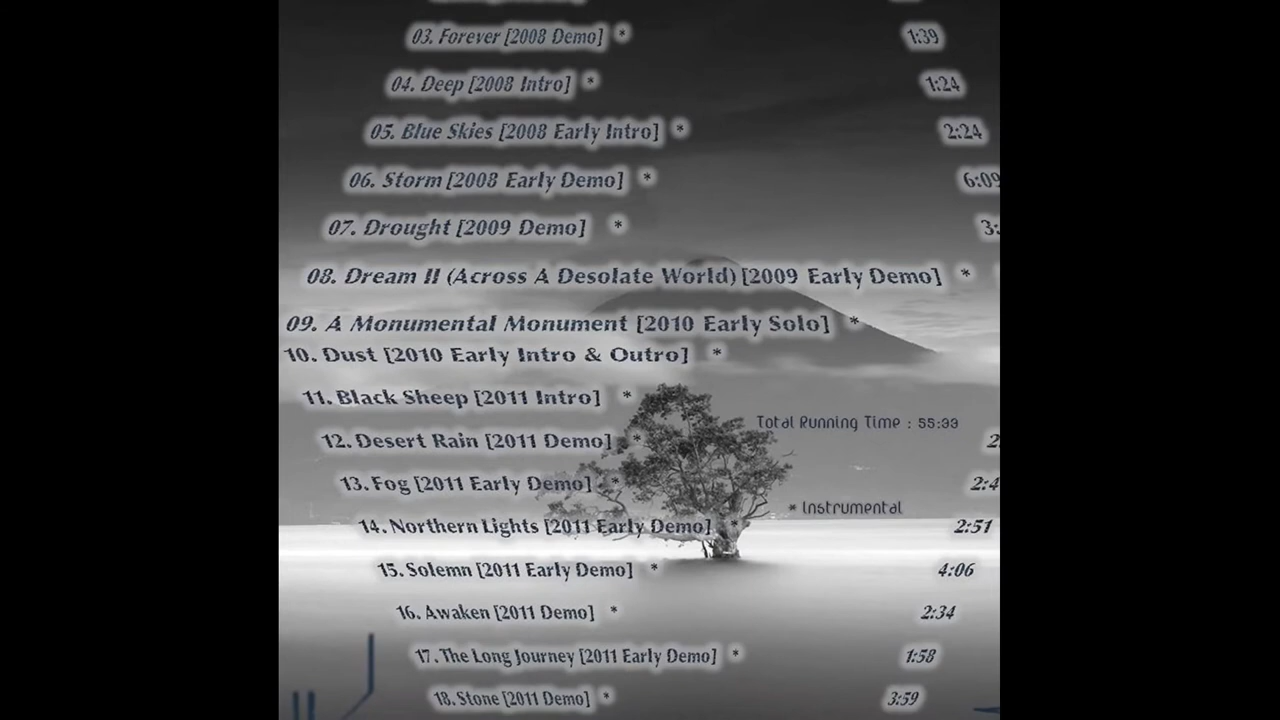 03. Forever [2008 Demo] * 1:39
04. Deep [2008 Intro] * 1:24
05. Blue Skies [2008 Early Intro] * 2:24
06. Storm [2008 Early Demo] * 6:09
07. Drought [2009 Demo] * 3:
08. Dream II (Across A Desolate World) [2009 Early Demo] *
09. A Monumental Monument [2010 Early Solo] *
10. Dust [2010 Early Intro & Outro] *
11. Black Sheep [2011 Intro] *
Total Running Time : 55:33
12. Desert Rain [2011 Demo] * 2:
13. Fog [2011 Early Demo] * 2:4
* Instrumental
14. Northern Lights [2011 Early Demo] * 2:51
15. Solemn [2011 Early Demo] * 4:06
16. Awaken [2011 Demo] * 2:34
17. The Long Journey [2011 Early Demo] * 1:58
18. Stone [2011 Demo] * 3:59